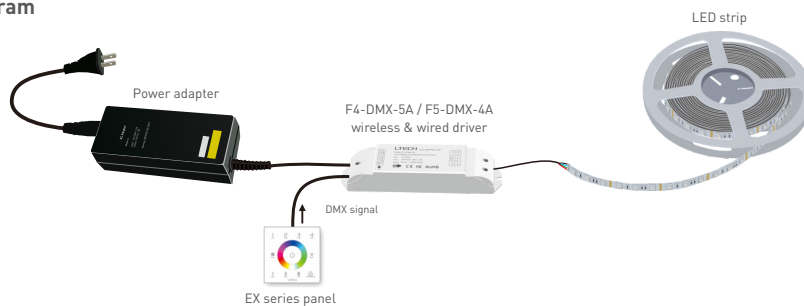 ram
LED strip
Power adapter
F4-DMX-5A / F5-DMX-4A
wireless & wired driver
LTECH
DMX signal
EX series panel